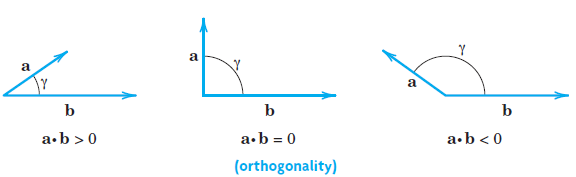 a γ b
a•b > 0
a γ b
a•b = 0
(orthogonality)
a γ b
a•b < 0